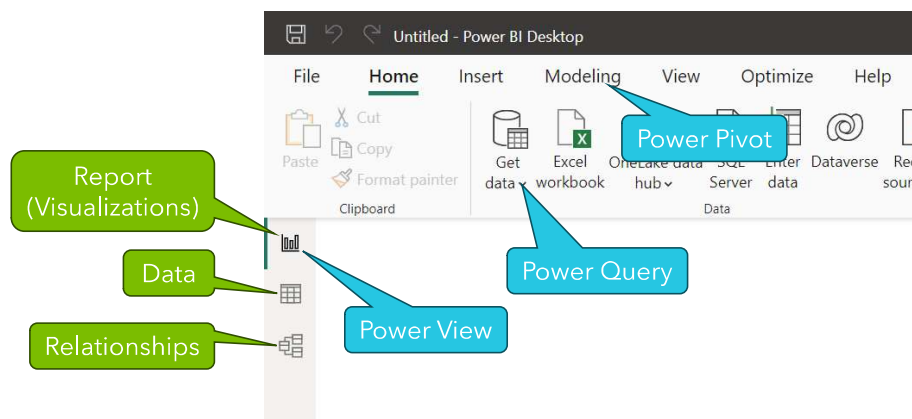 Untitled - Power BI Desktop
File Home Insert Modeling View Optimize Help
Paste
Cut
Copy
Format painter
Clipboard
Get data
Excel workbook
OneLake data hub
SQL Server
Enter data
Dataverse
Data
Power Pivot
Report
(Visualizations)
Data
Power Query
Power View
Relationships